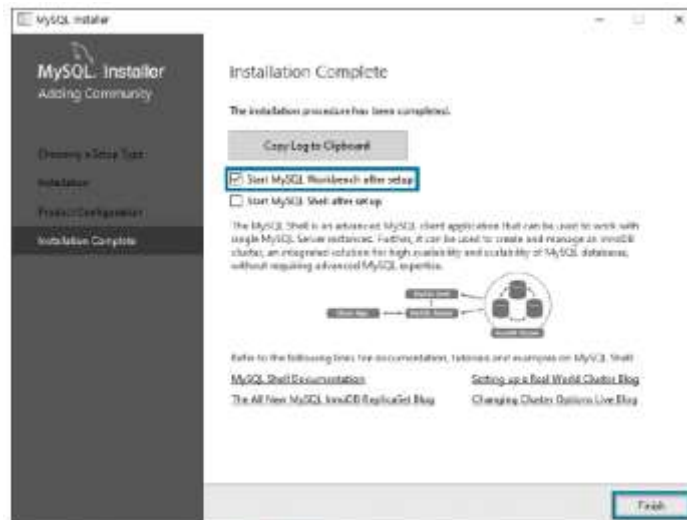 MySQL Installer
MySQL. Installer
Adding Community
Choosing a Setup Type
Installation
Product Configuration
Installation Complete
Installation Complete
The installation procedure has been completed.
Copy Log to Clipboard
Start MySQL Workbench after setup
Start MySQL Shell after setup
The MySQL Shell is an advanced MySQL client application that can be used to work with
single MySQL Server instances. Further, it can be used to create and manage an InnoDB
cluster, an integrated solution for high availability and scalability of MySQL databases,
without requiring advanced MySQL expertise.
MySQL Shell
MySQL Router
InnoDB Cluster
Refer to the following links for documentation, tutorials and examples on MySQL Shell
MySQL Shell Documentation
Setting up a Real World Cluster Blog
The All New MySQL InnoDB ReplicaSet Blog
Changing Cluster Options Live Blog
Finish